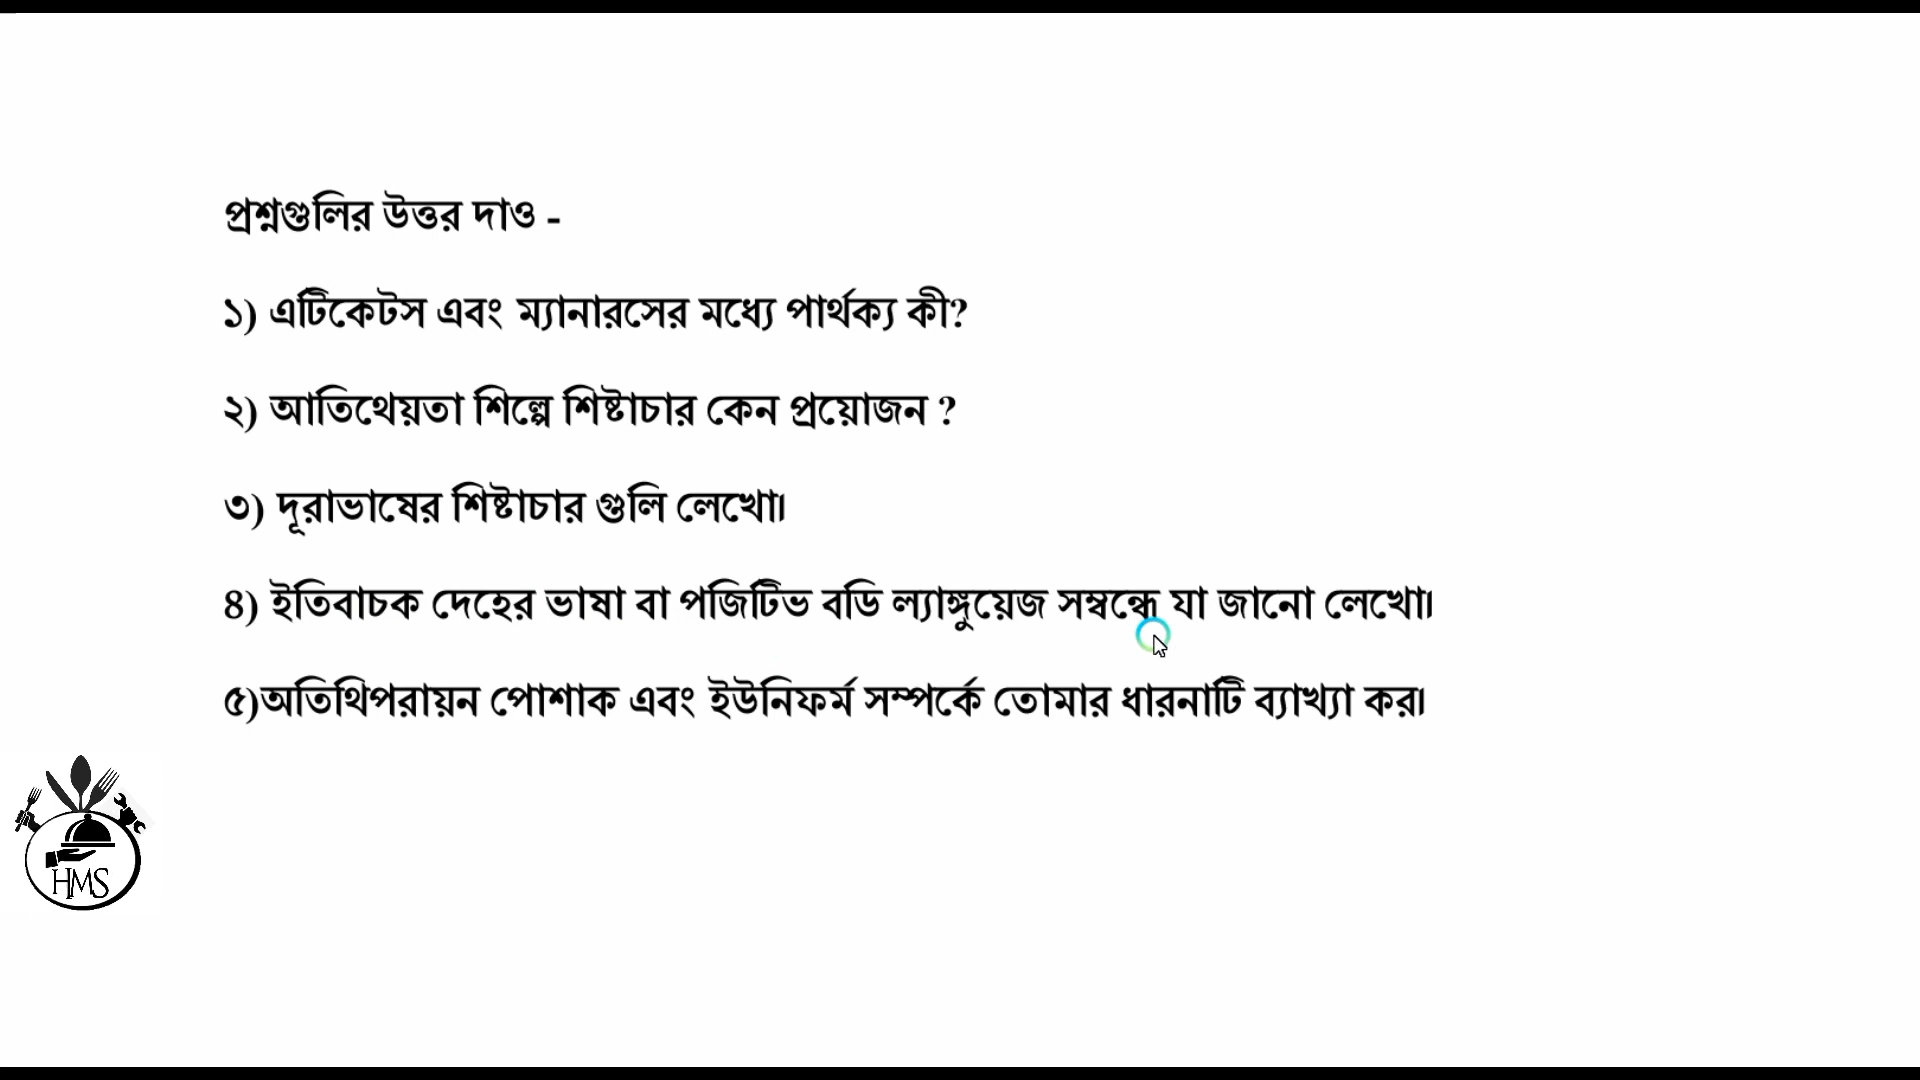 প্রশ্নগুলির উত্তর দাও -
১) এটিকেটস এবং ম্যানারসের মধ্যে পার্থক্য কী?
২) আতিথেয়তা শিল্পে শিষ্টাচার কেন প্রয়োজন ?
৩) দূরাভাষের শিষ্টাচার গুলি লেখো।
৪) ইতিবাচক দেহের ভাষা বা পজিটিভ বডি ল্যাঙ্গুয়েজ সম্বন্ধে যা জানো লেখো।
৫)অতিথিপরায়ন পোশাক এবং ইউনিফর্ম সম্পর্কে তোমার ধারনাটি ব্যাখ্যা কর।
HMS